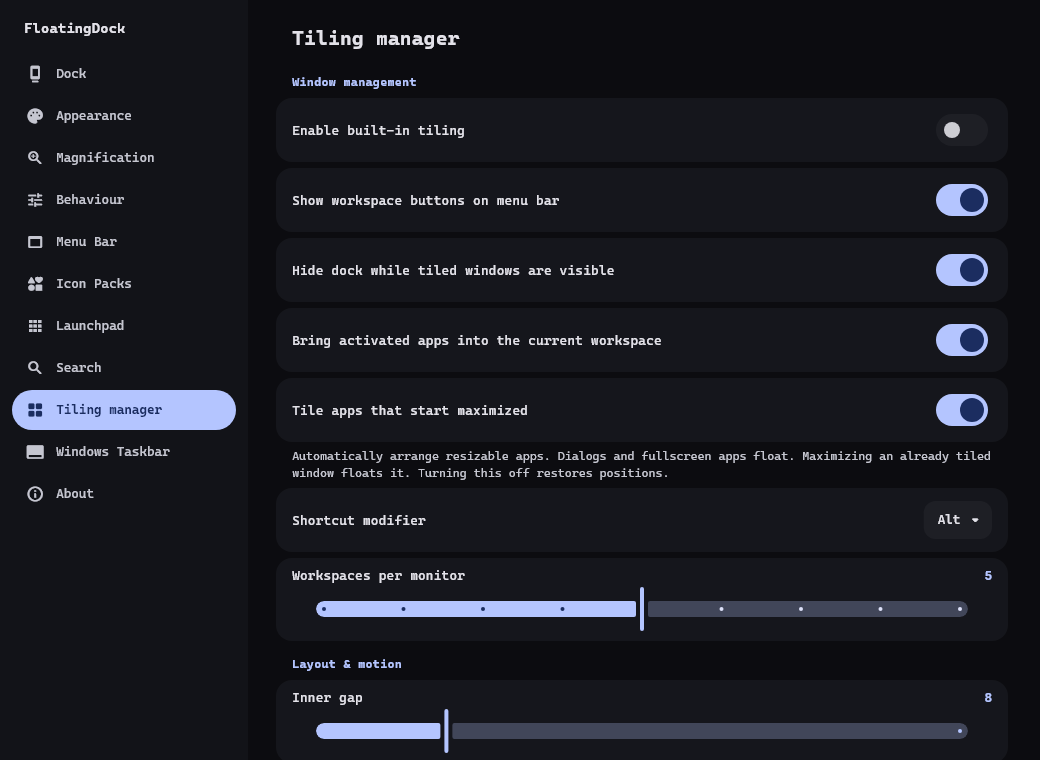 FloatingDock
Dock
Appearance
Magnification
Behaviour
Menu Bar
Icon Packs
Launchpad
Search
Tiling manager
Windows Taskbar
About
Tiling manager
Window management
Enable built-in tiling
Show workspace buttons on menu bar
Hide dock while tiled windows are visible
Bring activated apps into the current workspace
Tile apps that start maximized
Automatically arrange resizable apps. Dialogs and fullscreen apps float. Maximizing an already tiled
window floats it. Turning this off restores positions.
Shortcut modifier Alt
Workspaces per monitor 5
Layout & motion
Inner gap 8